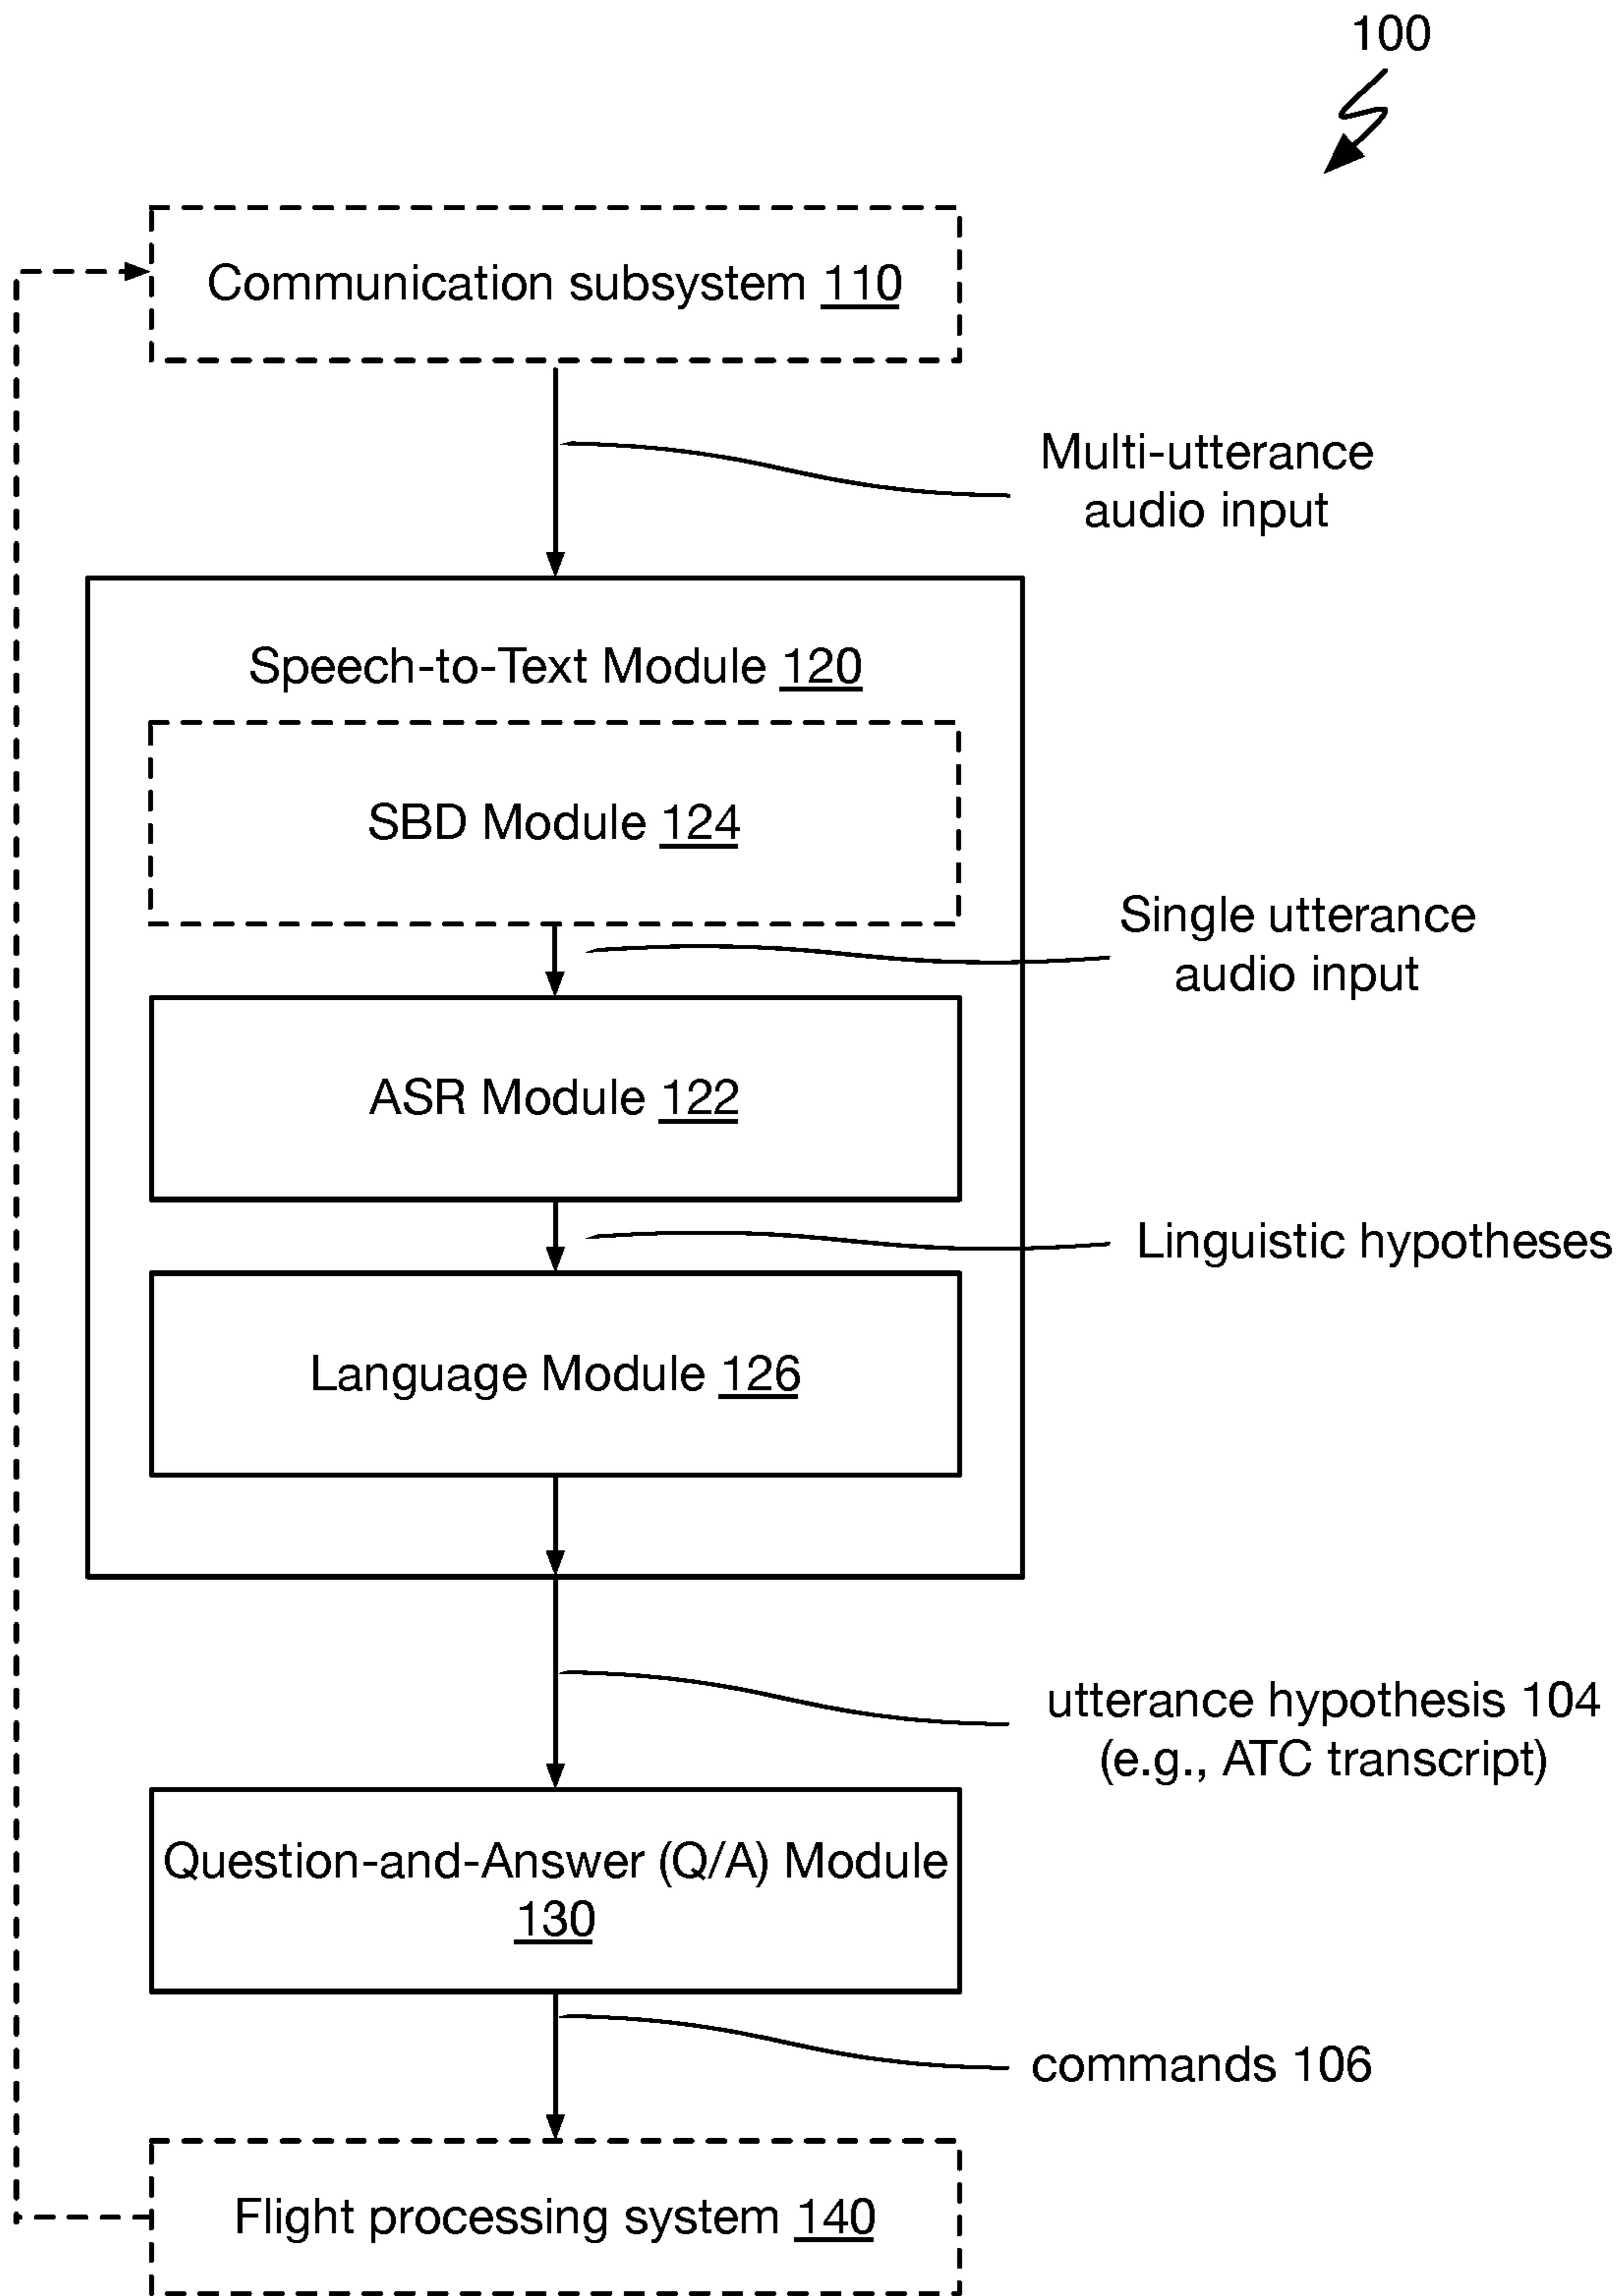 100
Communication subsystem 110
Multi-utterance
audio input
Speech-to-Text Module 120
SBD Module 124
Single utterance
audio input
ASR Module 122
Linguistic hypotheses
Language Module 126
utterance hypothesis 104
(e.g., ATC transcript)
Question-and-Answer (Q/A) Module
130
commands 106
Flight processing system 140